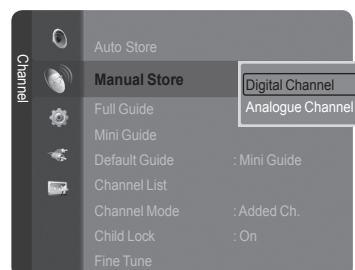 Channel
Auto Store
Manual Store
Digital Channel
Analogue Channel
Full Guide
Mini Guide
Default Guide : Mini Guide
Channel List
Channel Mode : Added Ch.
Child Lock : On
Fine Tune